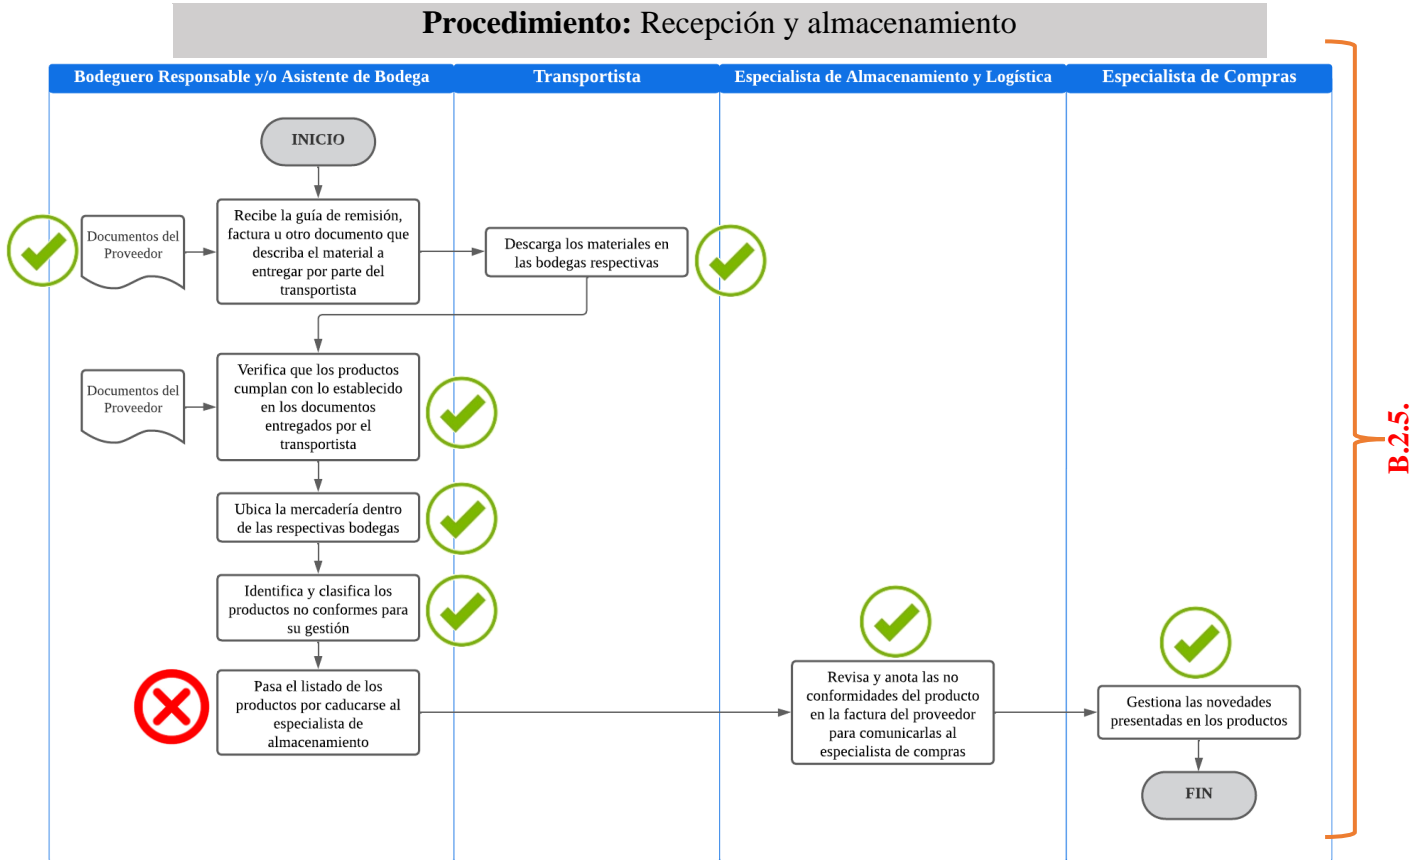 Procedimiento: Recepción y almacenamiento
Bodeguero Responsable y/o Asistente de Bodega
Transportista
Especialista de Almacenamiento y Logística
Especialista de Compras
INICIO
Documentos del
Proveedor
Recibe la guía de remisión,
factura u otro documento que
describa el material a
entregar por parte del
transportista
Descarga los materiales en
las bodegas respectivas
Documentos del
Proveedor
Verifica que los productos
cumplan con lo establecido
en los documentos
entregados por el
transportista
Ubica la mercadería dentro
de las respectivas bodegas
Identifica y clasifica los
productos no conformes para
su gestión
Pasa el listado de los
productos por caducarse al
especialista de
almacenamiento
Revisa y anota las no
conformidades del producto
en la factura del proveedor
para comunicarlas al
especialista de compras
Gestiona las novedades
presentadas en los productos
FIN
B.2.5.